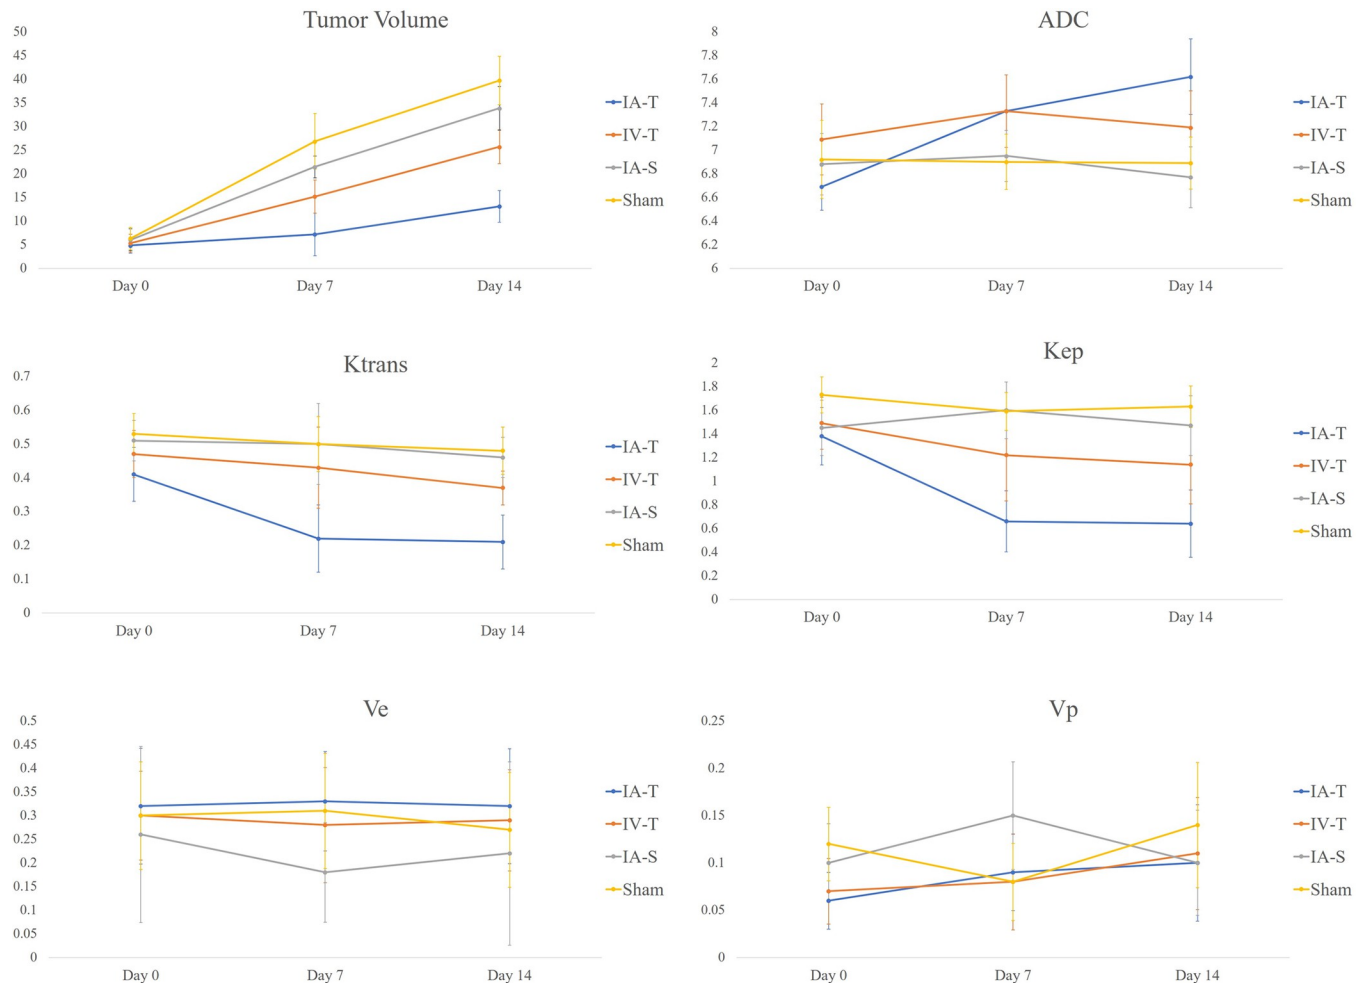 Tumor Volume
50
45
40
35
30
25
20
15
10
5
0
Day 0 Day 7 Day 14
IA-T
IV-T
IA-S
Sham
ADC
8
7.8
7.6
7.4
7.2
7
6.8
6.6
6.4
6.2
6
Day 0 Day 7 Day 14
IA-T
IV-T
IA-S
Sham
Ktrans
0.7
0.6
0.5
0.4
0.3
0.2
0.1
0
Day 0 Day 7 Day 14
IA-T
IV-T
IA-S
Sham
Kep
2
1.8
1.6
1.4
1.2
1
0.8
0.6
0.4
0.2
0
Day 0 Day 7 Day 14
IA-T
IV-T
IA-S
Sham
Ve
0.5
0.45
0.4
0.35
0.3
0.25
0.2
0.15
0.1
0.05
0
Day 0 Day 7 Day 14
IA-T
IV-T
IA-S
Sham
Vp
0.25
0.2
0.15
0.1
0.05
0
Day 0 Day 7 Day 14
IA-T
IV-T
IA-S
Sham